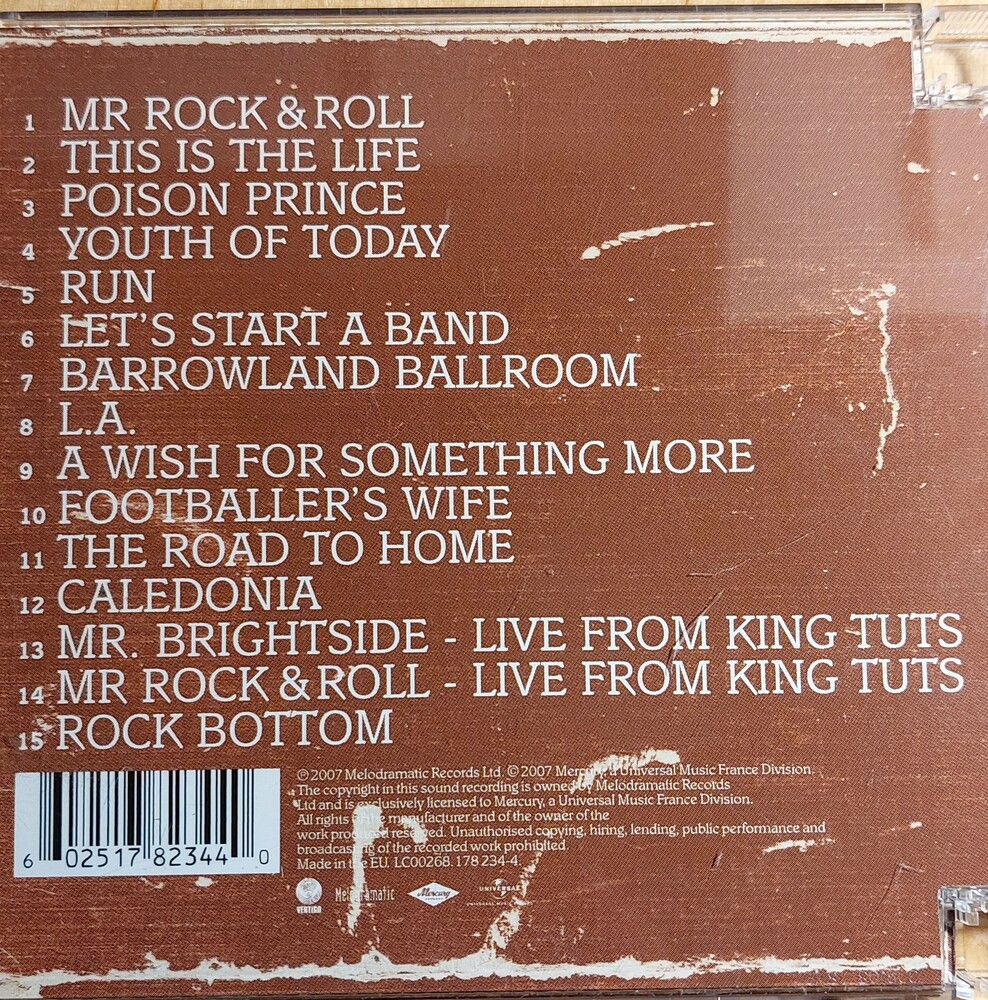 1 MR ROCK & ROLL
2 THIS IS THE LIFE
3 POISON PRINCE
4 YOUTH OF TODAY
5 RUN
6 LET'S START A BAND
7 BARROWLAND BALLROOM
8 L.A.
9 A WISH FOR SOMETHING MORE
10 FOOTBALLER'S WIFE
11 THE ROAD TO HOME
12 CALEDONIA
13 MR. BRIGHTSIDE - LIVE FROM KING TUTS
14 MR ROCK & ROLL - LIVE FROM KING TUTS
15 ROCK BOTTOM
℗ 2007 Melodramatic Records Ltd. © 2007 Mercury, a Universal Music France Division.
The copyright in this sound recording is owned by Melodramatic Records
Ltd and is exclusively licensed to Mercury, a Universal Music France Division.
All rights of the manufacturer and of the owner of the
work produced reserved. Unauthorised copying, hiring, lending, public performance and
broadcasting of the recorded work prohibited.
Made in the EU. LC00268. 178 234-4.
6 02517 82344 0
VERTIGO Melodramatic Mercury UNIVERSAL